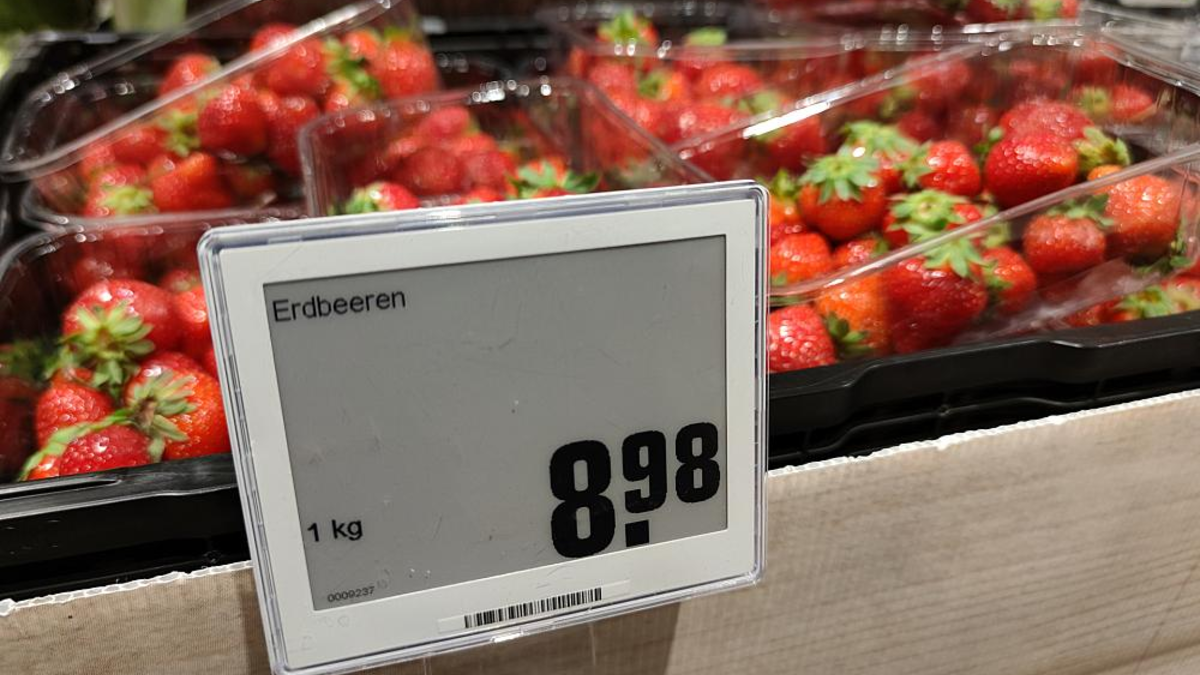 Erdbeeren
8.98
1 kg
0009237